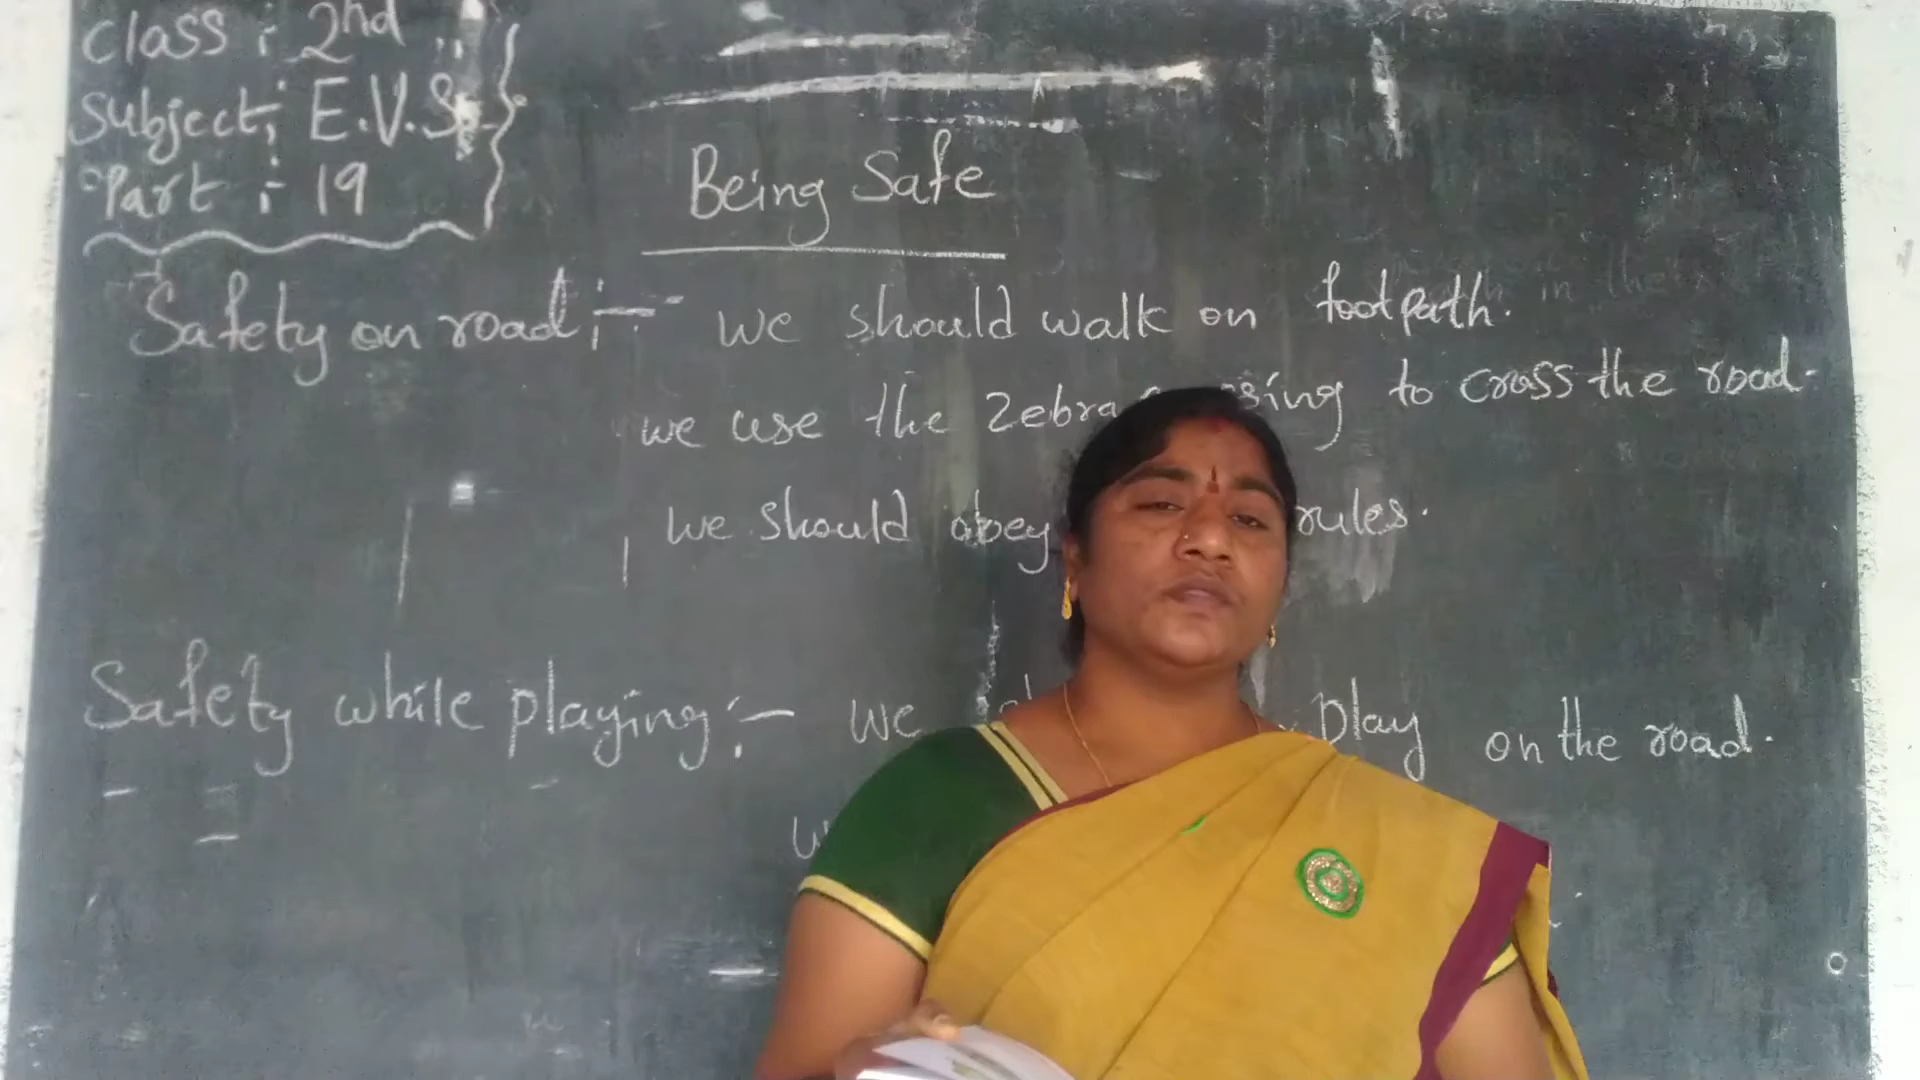 Class : 2nd
Subject : E.V.S
Part :- 19
Being Safe
Safety on road :- we should walk on footpath.
we use the zebra to cross the road.
we should obey rules.
Safety while playing :- we play on the road.